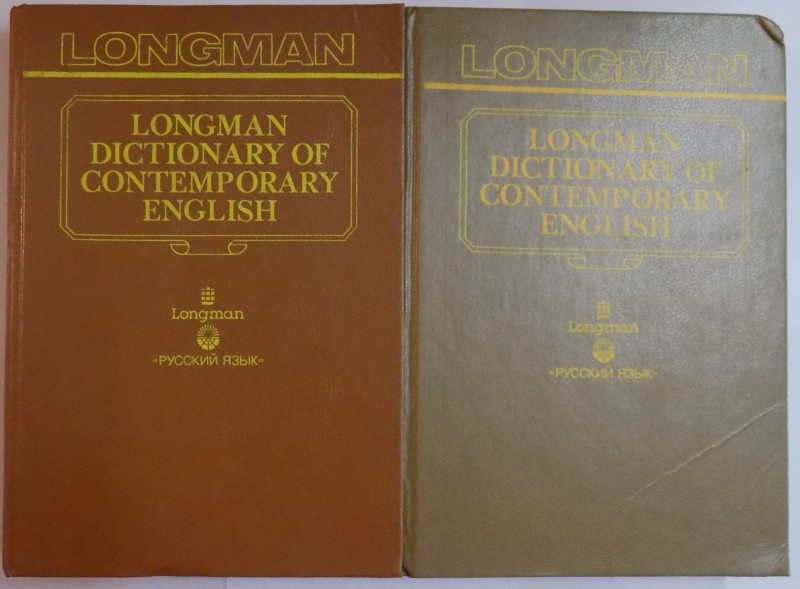 LONGMAN
LONGMAN
DICTIONARY OF
CONTEMPORARY
ENGLISH
Longman
«РУССКИЙ ЯЗЫК»
LONGMAN
LONGMAN
DICTIONARY OF
CONTEMPORARY
ENGLISH
Longman
«РУССКИЙ ЯЗЫК»